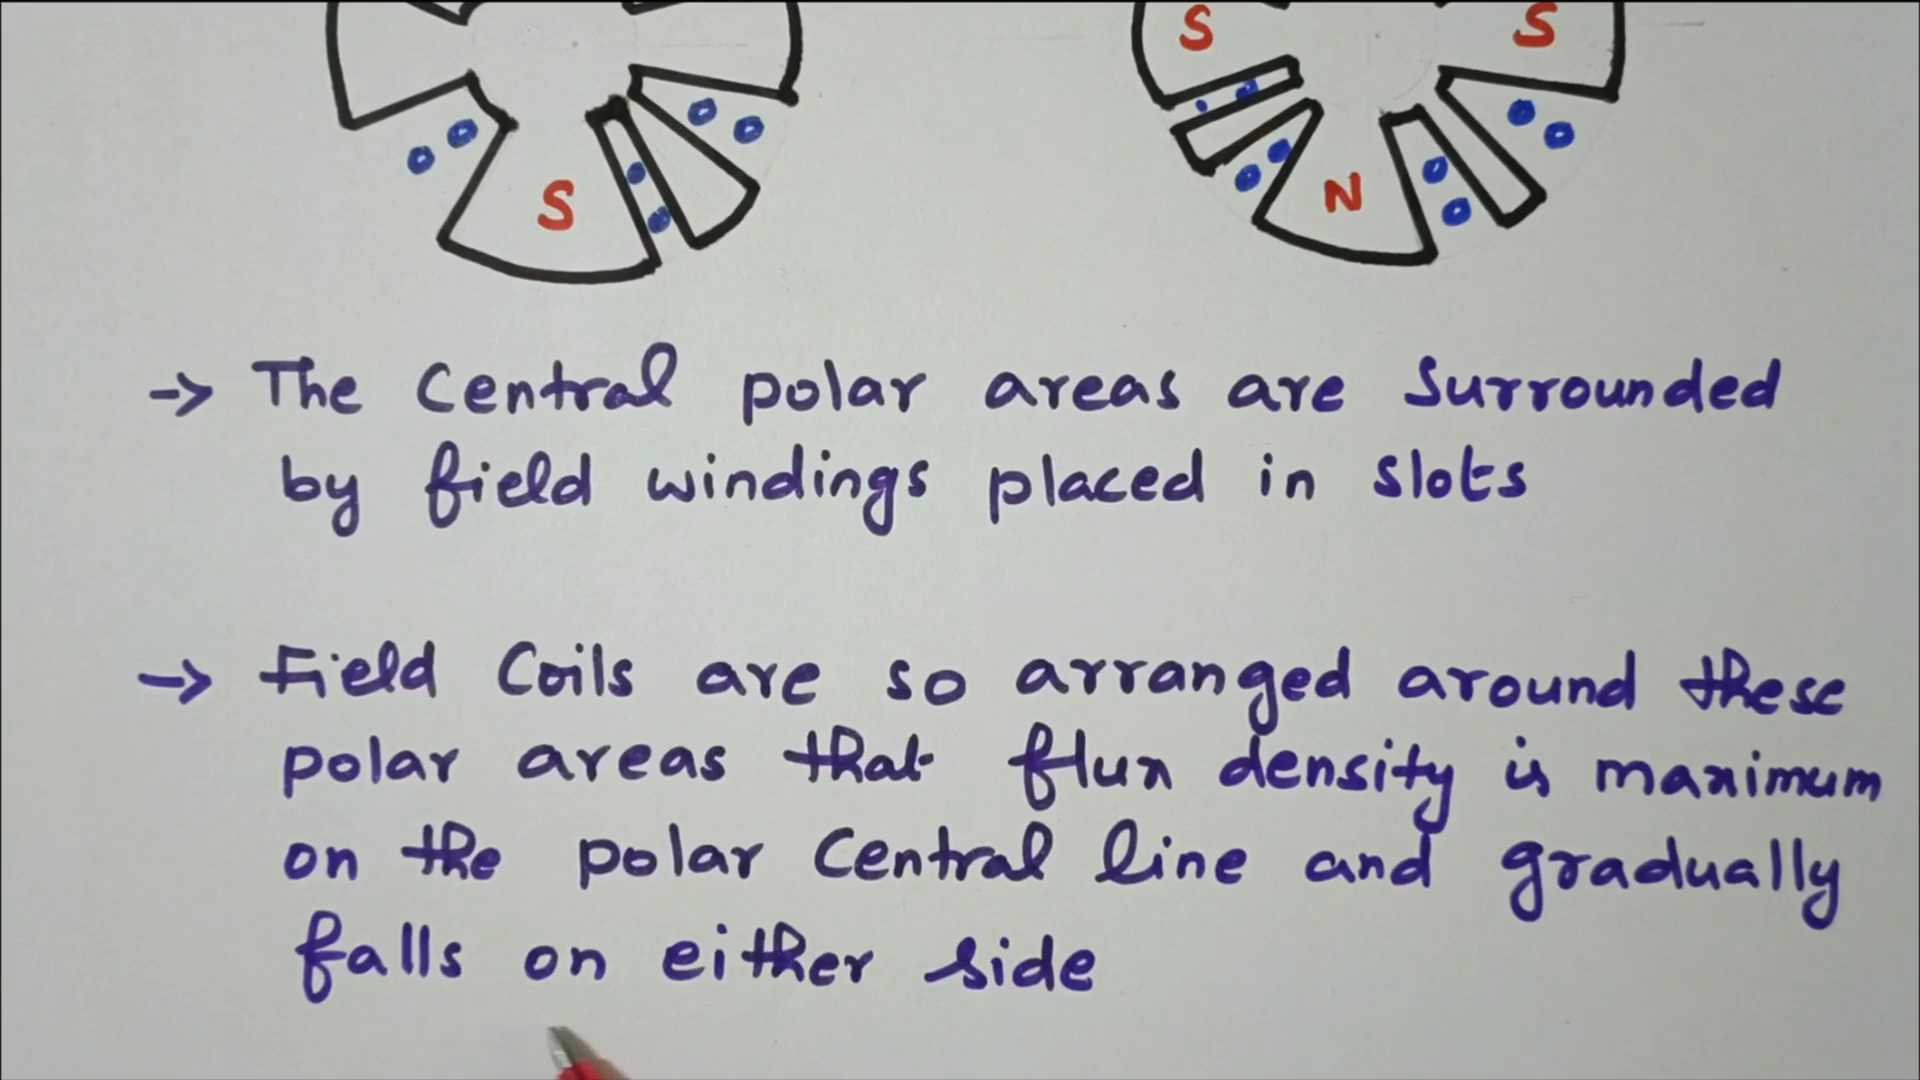 S S
S N
→ The Central polar areas are Surrounded
by field windings placed in slots
→ Field Coils are so arranged around these
polar areas that flux density is maximum
on the polar Central line and gradually
falls on either side